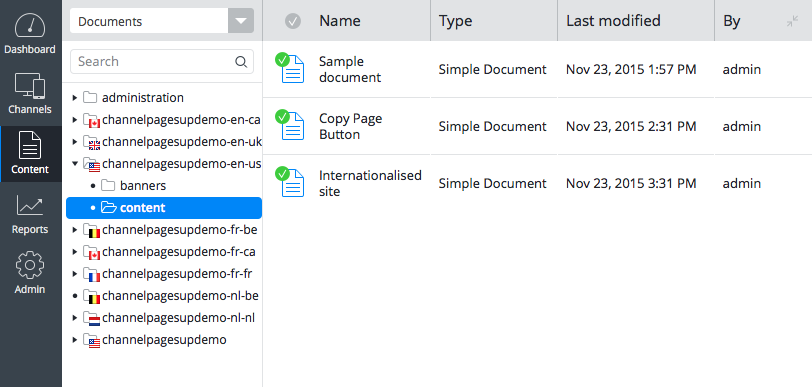 Dashboard
Channels
Content
Reports
Admin
Documents
Search
administration
channelpagesupdemo-en-ca
channelpagesupdemo-en-uk
channelpagesupdemo-en-us
banners
content
channelpagesupdemo-fr-be
channelpagesupdemo-fr-ca
channelpagesupdemo-fr-fr
channelpagesupdemo-nl-be
channelpagesupdemo-nl-nl
channelpagesupdemo
Name Type Last modified By
Sample
document Simple Document Nov 23, 2015 1:57 PM admin
Copy Page
Button Simple Document Nov 23, 2015 2:31 PM admin
Internationalised
site Simple Document Nov 23, 2015 3:31 PM admin